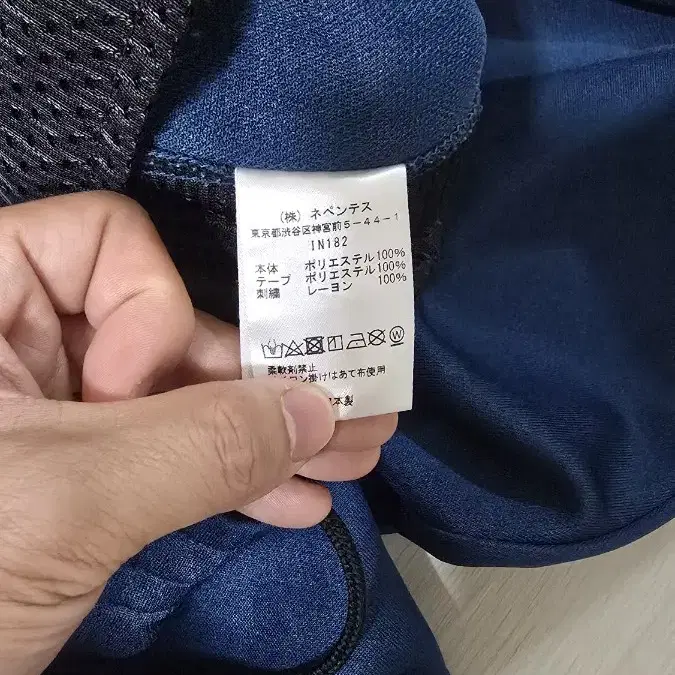 （株）ネペンテス
東京都渋谷区神宮前５－４４－１
IN182
本体 ポリエステル100%
テープ ポリエステル100%
刺繍 レーヨン 100%
W
柔軟剤禁止
アイロン掛けはあて布使用
本製